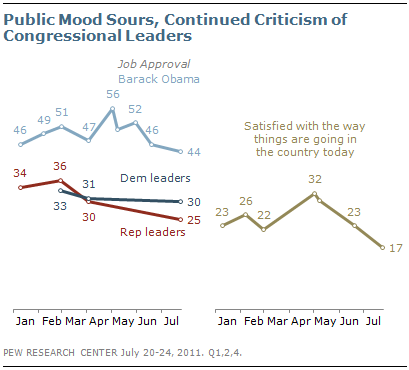 Public Mood Sours, Continued Criticism of
Congressional Leaders
Job Approval
Barack Obama
46
49
51
47
56
52
46
44
34
36
30
25
33
31
30
Dem leaders
Rep leaders
Jan Feb Mar Apr May Jun Jul
Satisfied with the way
things are going in
the country today
23
26
22
32
23
17
Jan Feb Mar Apr May Jun Jul
PEW RESEARCH CENTER July 20-24, 2011. Q1,2,4.